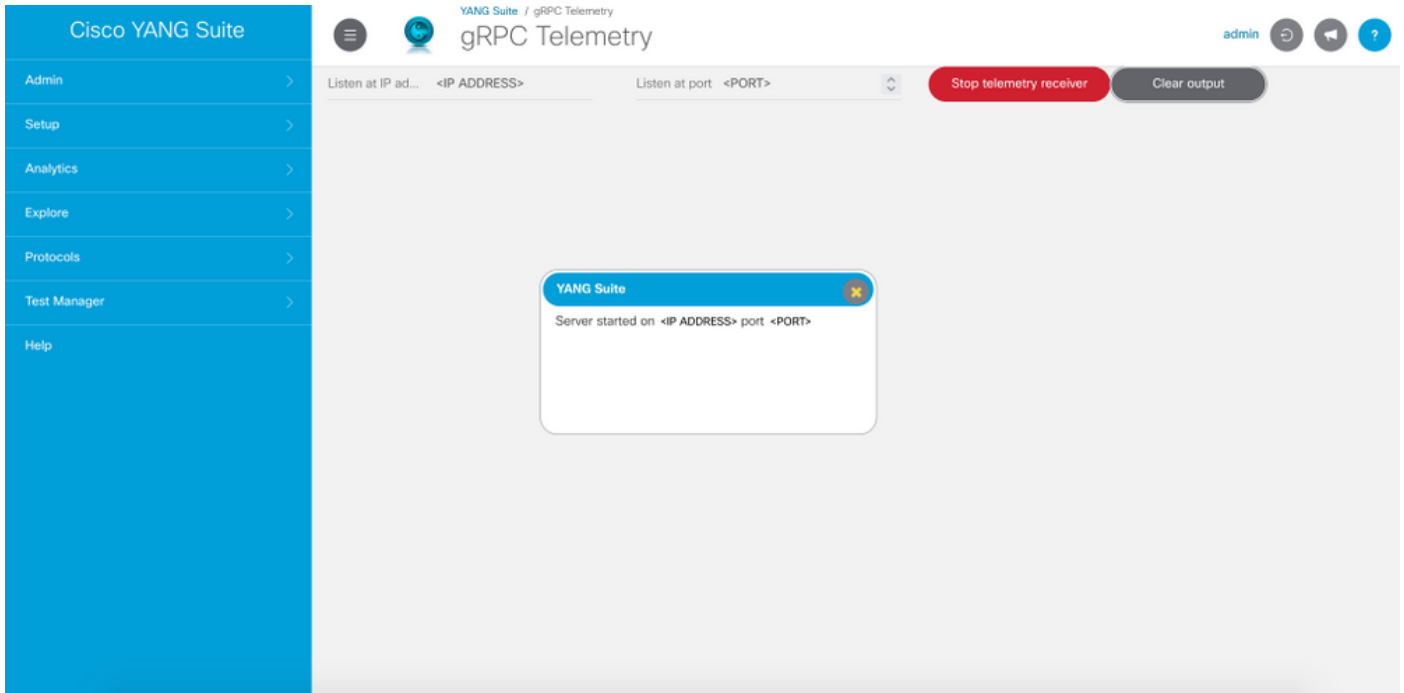 Cisco YANG Suite
YANG Suite / gRPC Telemetry
gRPC Telemetry
admin
?
Admin
Setup
Analytics
Explore
Protocols
Test Manager
Help
Listen at IP ad... <IP ADDRESS>
Listen at port <PORT>
Stop telemetry receiver
Clear output
YANG Suite
Server started on <IP ADDRESS> port <PORT>